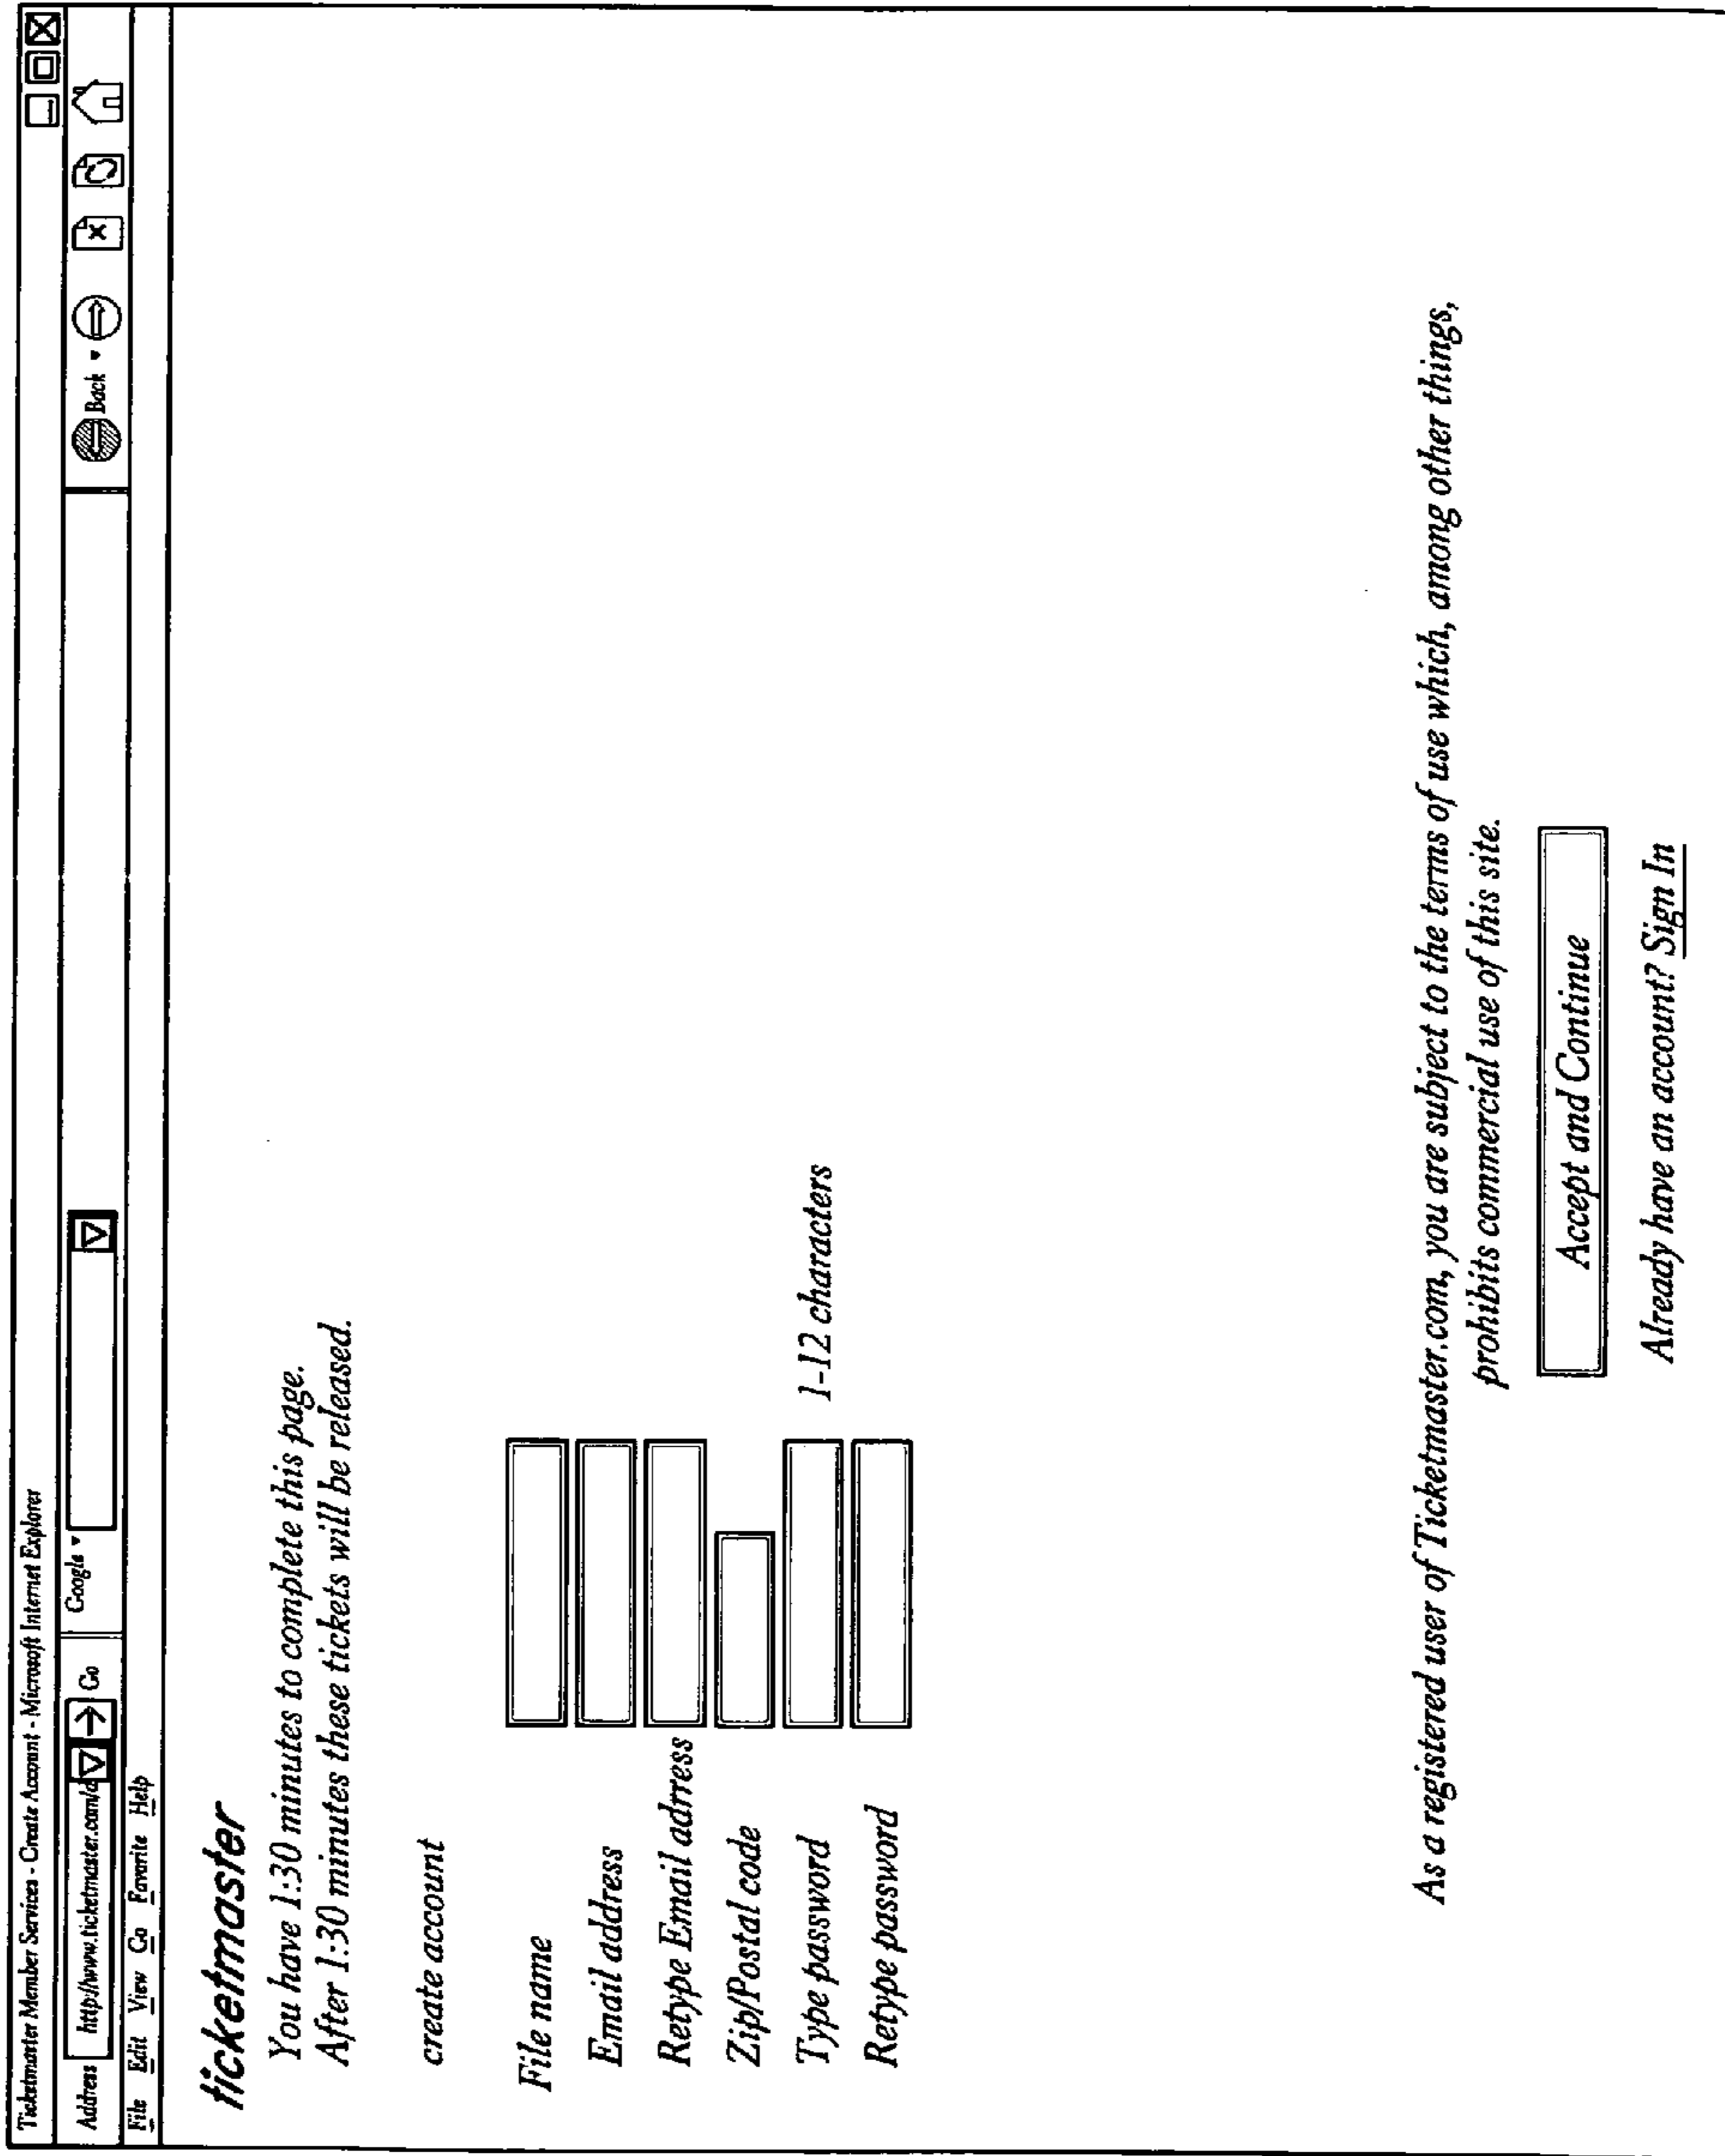 Ticketmaster Member Services - Create Account - Microsoft Internet Explorer
Address http://www.ticketmaster.com/d Go Google Back
File Edit View Go Favorite Help
ticketmaster
You have 1:30 minutes to complete this page.
After 1:30 minutes these tickets will be released.
create account
File name
Email address
Retype Email adrress
Zip/Postal code
Type password 1-12 characters
Retype password
As a registered user of Ticketmaster.com, you are subject to the terms of use which, among other things,
prohibits commercial use of this site.
Accept and Continue
Already have an account? Sign In